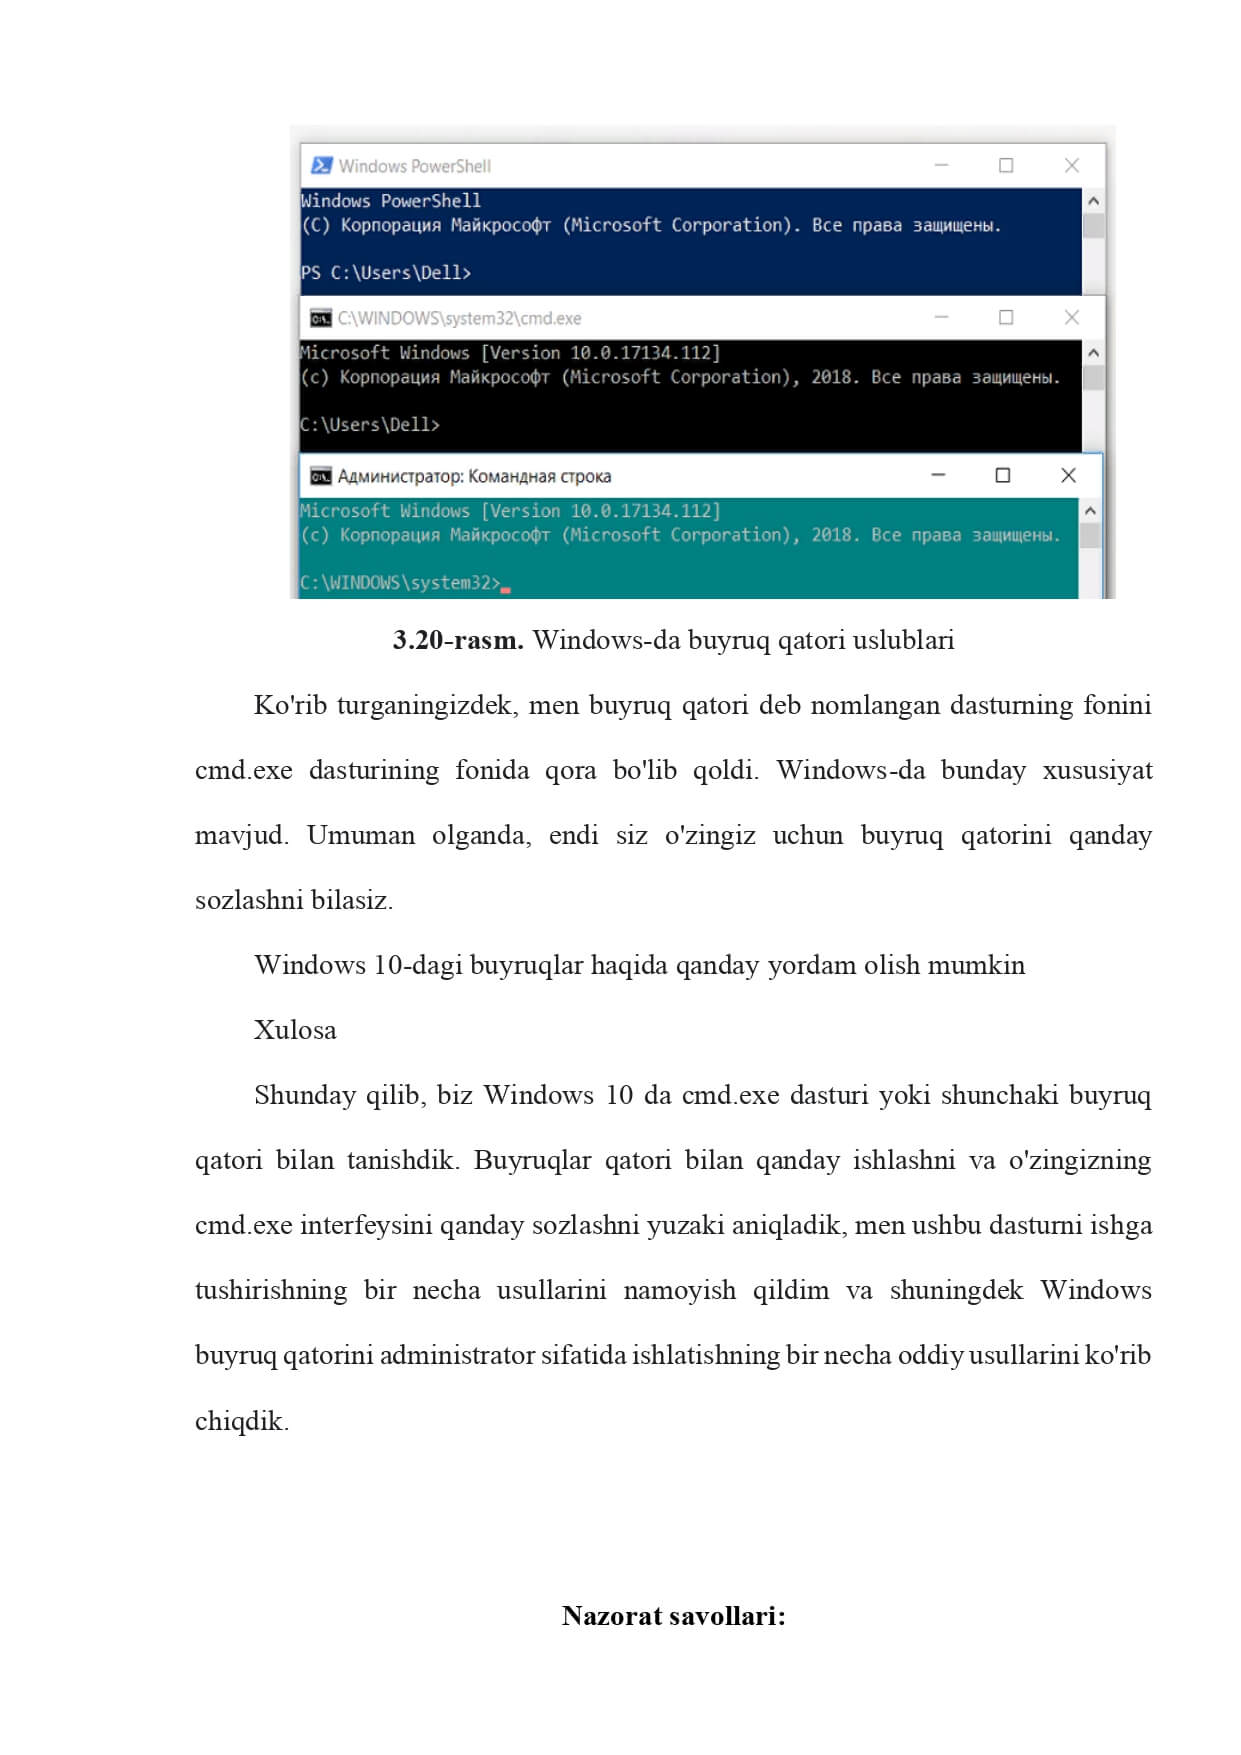 Windows PowerShell
Windows PowerShell
(C) Корпорация Майкрософт (Microsoft Corporation). Все права защищены.
PS C:\Users\Dell>
C:\WINDOWS\system32\cmd.exe
Microsoft Windows [Version 10.0.17134.112]
(c) Корпорация Майкрософт (Microsoft Corporation), 2018. Все права защищены.
C:\Users\Dell>
Администратор: Командная строка
Microsoft Windows [Version 10.0.17134.112]
(c) Корпорация Майкрософт (Microsoft Corporation), 2018. Все права защищены.
C:\WINDOWS\system32>
3.20-rasm. Windows-da buyruq qatori uslublari
Ko'rib turganingizdek, men buyruq qatori deb nomlangan dasturning fonini
cmd.exe dasturining fonida qora bo'lib qoldi. Windows-da bunday xususiyat
mavjud. Umuman olganda, endi siz o'zingiz uchun buyruq qatorini qanday
sozlashni bilasiz.
Windows 10-dagi buyruqlar haqida qanday yordam olish mumkin
Xulosa
Shunday qilib, biz Windows 10 da cmd.exe dasturi yoki shunchaki buyruq
qatori bilan tanishdik. Buyruqlar qatori bilan qanday ishlashni va o'zingizning
cmd.exe interfeysini qanday sozlashni yuzaki aniqladik, men ushbu dasturni ishga
tushirishning bir necha usullarini namoyish qildim va shuningdek Windows
buyruq qatorini administrator sifatida ishlatishning bir necha oddiy usullarini ko'rib
chiqdik.
Nazorat savollari: